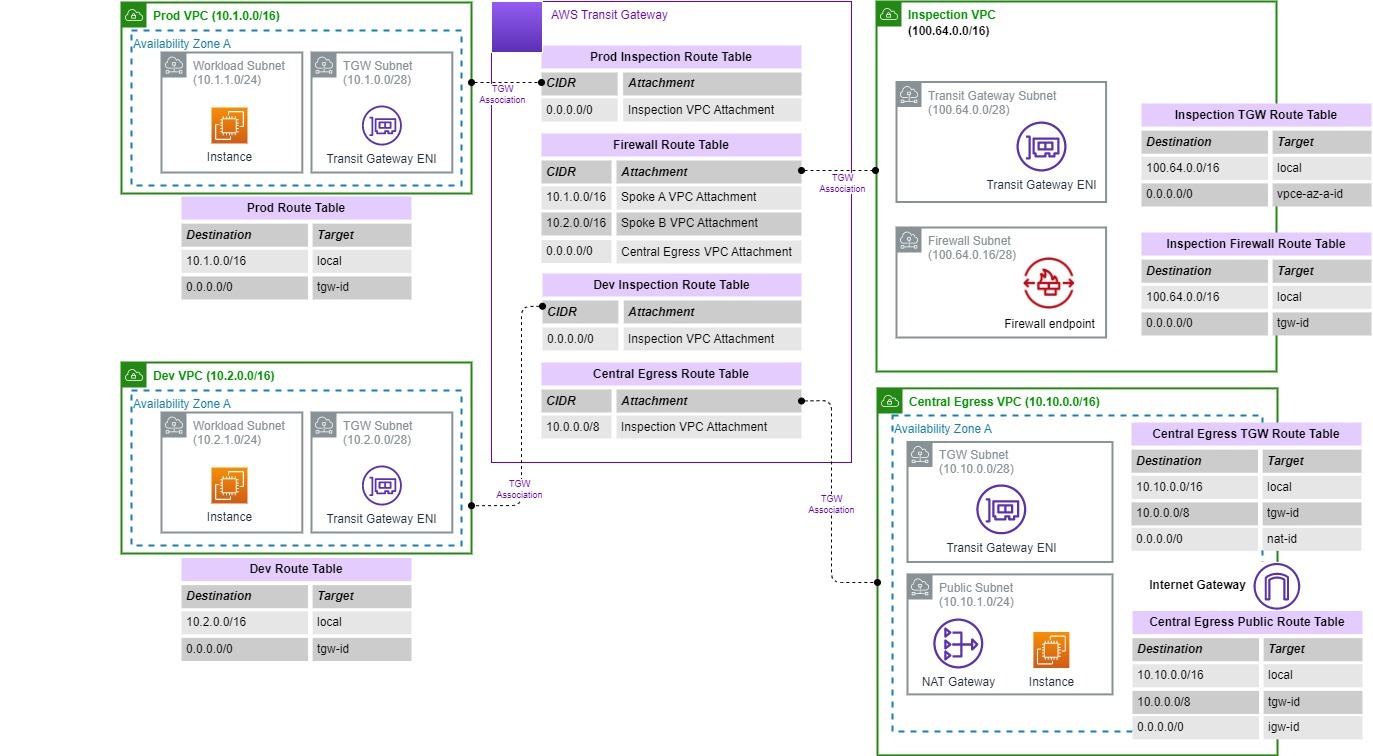 Prod VPC (10.1.0.0/16)
Availability Zone A
Workload Subnet
(10.1.1.0/24)
Instance
TGW Subnet
(10.1.0.0/28)
Transit Gateway ENI
Prod Route Table
Destination Target
10.1.0.0/16 local
0.0.0.0/0 tgw-id
Dev VPC (10.2.0.0/16)
Availability Zone A
Workload Subnet
(10.2.1.0/24)
Instance
TGW Subnet
(10.2.0.0/28)
Transit Gateway ENI
Dev Route Table
Destination Target
10.2.0.0/16 local
0.0.0.0/0 tgw-id
TGW
Association
TGW
Association
AWS Transit Gateway
Prod Inspection Route Table
CIDR Attachment
0.0.0.0/0 Inspection VPC Attachment
Firewall Route Table
CIDR Attachment
10.1.0.0/16 Spoke A VPC Attachment
10.2.0.0/16 Spoke B VPC Attachment
0.0.0.0/0 Central Egress VPC Attachment
Dev Inspection Route Table
CIDR Attachment
0.0.0.0/0 Inspection VPC Attachment
Central Egress Route Table
CIDR Attachment
10.0.0.0/8 Inspection VPC Attachment
TGW
Association
TGW
Association
Inspection VPC
(100.64.0.0/16)
Transit Gateway Subnet
(100.64.0.0/28)
Transit Gateway ENI
Firewall Subnet
(100.64.0.16/28)
Firewall endpoint
Inspection TGW Route Table
Destination Target
100.64.0.0/16 local
0.0.0.0/0 vpce-az-a-id
Inspection Firewall Route Table
Destination Target
100.64.0.0/16 local
0.0.0.0/0 tgw-id
Central Egress VPC (10.10.0.0/16)
Availability Zone A
TGW Subnet
(10.10.0.0/28)
Transit Gateway ENI
Public Subnet
(10.10.1.0/24)
NAT Gateway
Instance
Central Egress TGW Route Table
Destination Target
10.10.0.0/16 local
10.0.0.0/8 tgw-id
0.0.0.0/0 nat-id
Internet Gateway
Central Egress Public Route Table
Destination Target
10.10.0.0/16 local
10.0.0.0/8 tgw-id
0.0.0.0/0 igw-id